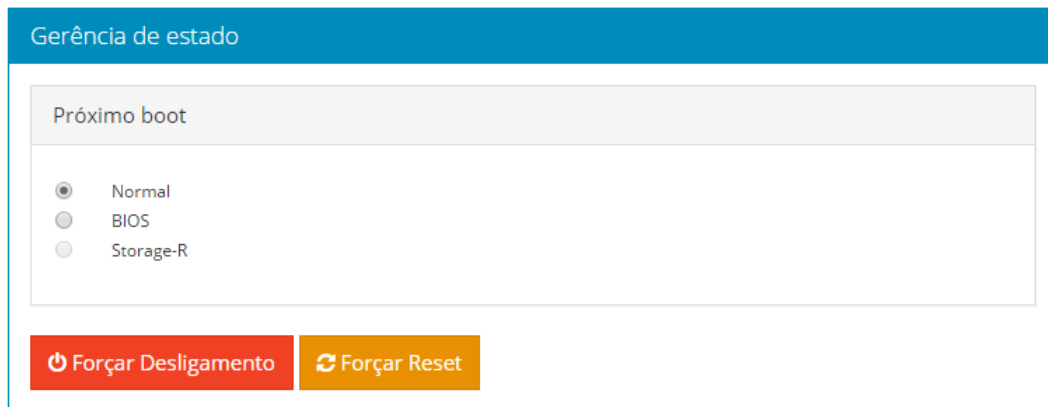 Gerência de estado
Próximo boot
Normal
BIOS
Storage-R
Forçar Desligamento
Forçar Reset